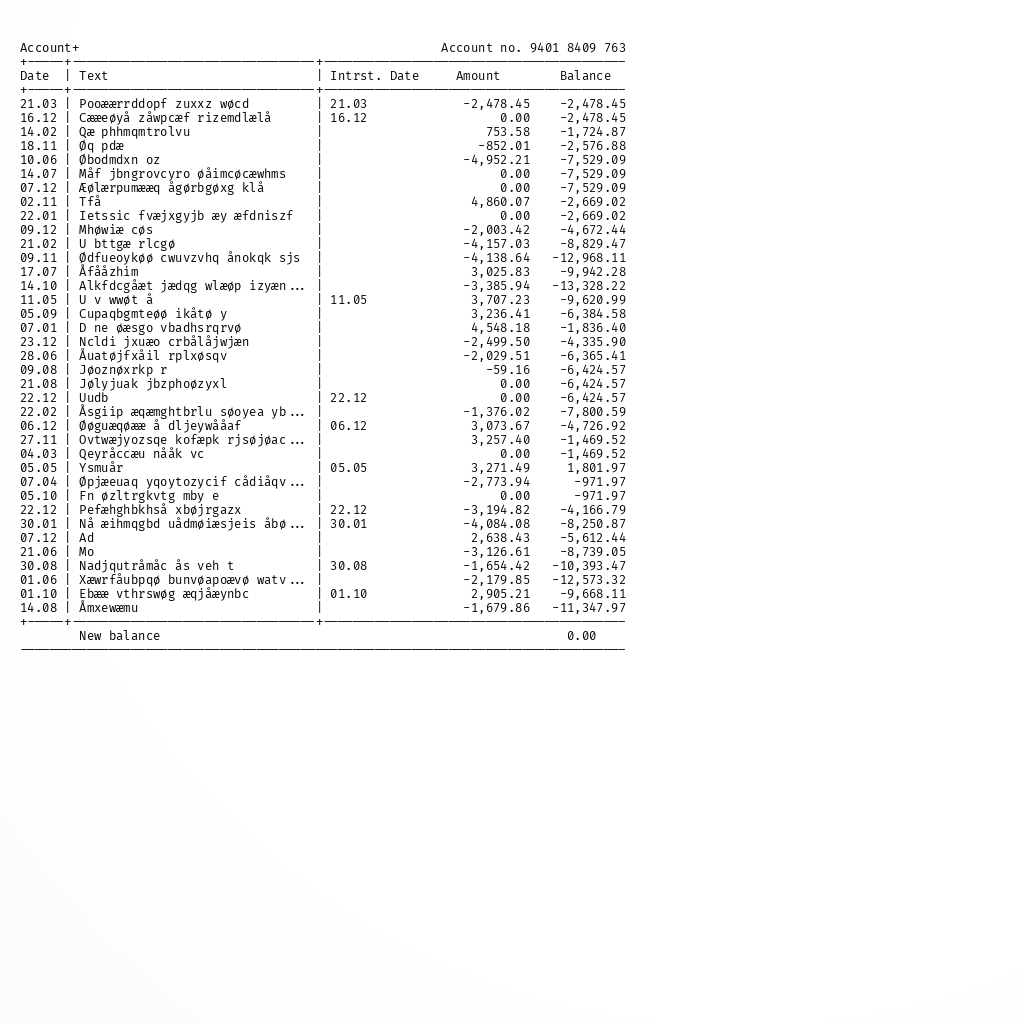 Account+ Account no. 9401 8409 763
Date | Text | Intrst. Date Amount Balance
21.03 | Pooæærrddopf zuxxz wøcd | 21.03 -2,478.45 -2,478.45
16.12 | Cææeøyå zåwpcæf rizemdlælå | 16.12 0.00 -2,478.45
14.02 | Qæ phhmqmtrolvu | 753.58 -1,724.87
18.11 | Øq pdæ | -852.01 -2,576.88
10.06 | Øbodmdxn oz | -4,952.21 -7,529.09
14.07 | Måf jbngrovcyro øåimcøcæwhms | 0.00 -7,529.09
07.12 | Æølærpumææq ågørbgøxg klå | 0.00 -7,529.09
02.11 | Tfå | 4,860.07 -2,669.02
22.01 | Ietssic fvæjxgyjb æy æfdniszf | 0.00 -2,669.02
09.12 | Mhøwiæ cøs | -2,003.42 -4,672.44
21.02 | U bttgæ rlcgø | -4,157.03 -8,829.47
09.11 | Ødfueoykøø cwuvzvhq ånokqk sjs | -4,138.64 -12,968.11
17.07 | Åfååzhim | 3,025.83 -9,942.28
14.10 | Alkfdcgåæt jædqg wlæøp izyæn... | -3,385.94 -13,328.22
11.05 | U v wwøt å | 11.05 3,707.23 -9,620.99
05.09 | Cupaqbgmteøø ikåtø y | 3,236.41 -6,384.58
07.01 | D ne øæsgo vbadhsrqrvø | 4,548.18 -1,836.40
23.12 | Ncldi jxuæo crbålåjwjæn | -2,499.50 -4,335.90
28.06 | Åuatøjfxåil rplxøsqv | -2,029.51 -6,365.41
09.08 | Jøoznøxrkp r | -59.16 -6,424.57
21.08 | Jølyjuak jbzphoøzyxl | 0.00 -6,424.57
22.12 | Uudb | 22.12 0.00 -6,424.57
22.02 | Åsgiip æqæmghtbrlu søoyea yb... | -1,376.02 -7,800.59
06.12 | Øøguæqøææ å dljeywååaf | 06.12 3,073.67 -4,726.92
27.11 | Ovtwæjyozsqe kofæpk rjsøjøac... | 3,257.40 -1,469.52
04.03 | Qeyråccæu nååk vc | 0.00 -1,469.52
05.05 | Ysmuår | 05.05 3,271.49 1,801.97
07.04 | Øpjæeuaq yqoytozycif cådiåqv... | -2,773.94 -971.97
05.10 | Fn øzltrgkvtg mby e | 0.00 -971.97
22.12 | Pefæhghbkhså xbøjrgazx | 22.12 -3,194.82 -4,166.79
30.01 | Nå æihmqgbd uådmøiæsjeis åbø... | 30.01 -4,084.08 -8,250.87
07.12 | Ad | 2,638.43 -5,612.44
21.06 | Mo | -3,126.61 -8,739.05
30.08 | Nadjqutråmåc ås veh t | 30.08 -1,654.42 -10,393.47
01.06 | Xæwrfåubpqø bunvøapoævø watv... | -2,179.85 -12,573.32
01.10 | Ebææ vthrswøg æqjåæynbc | 01.10 2,905.21 -9,668.11
14.08 | Åmxewæmu | -1,679.86 -11,347.97
New balance 0.00